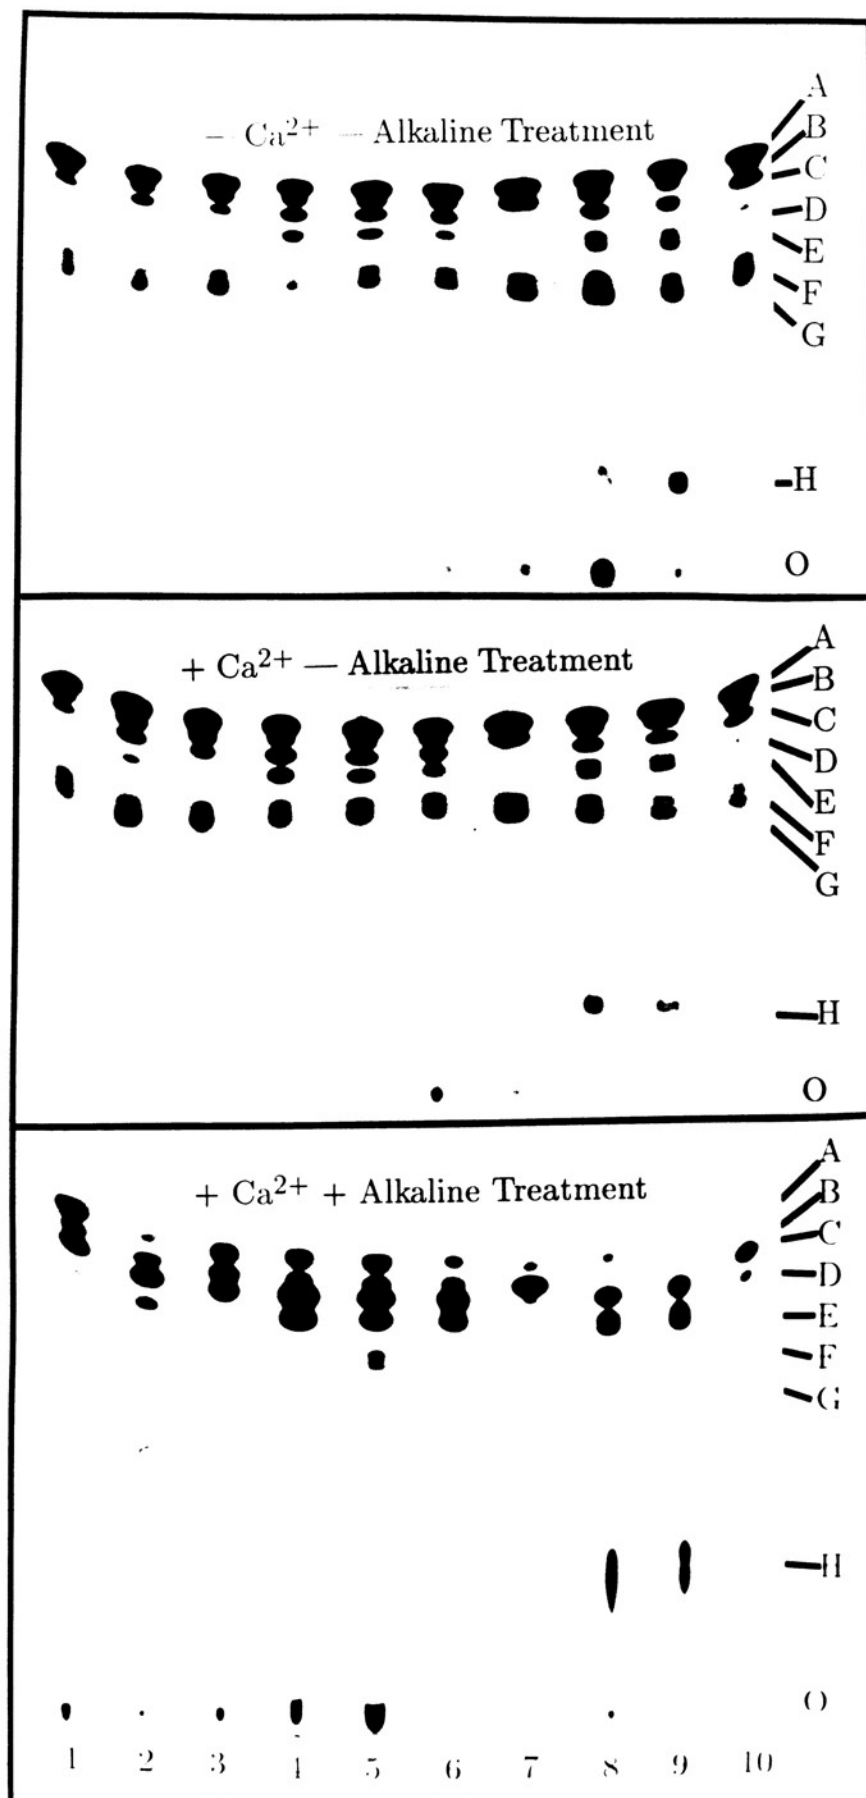 A
− Ca²⁺ — Alkaline Treatment
B
C
D
E
F
G
H
O
A
+ Ca²⁺ — Alkaline Treatment
B
C
D
E
F
G
H
O
A
+ Ca²⁺ + Alkaline Treatment
B
C
D
E
F
G
H
O
1 2 3 4 5 6 7 8 9 10